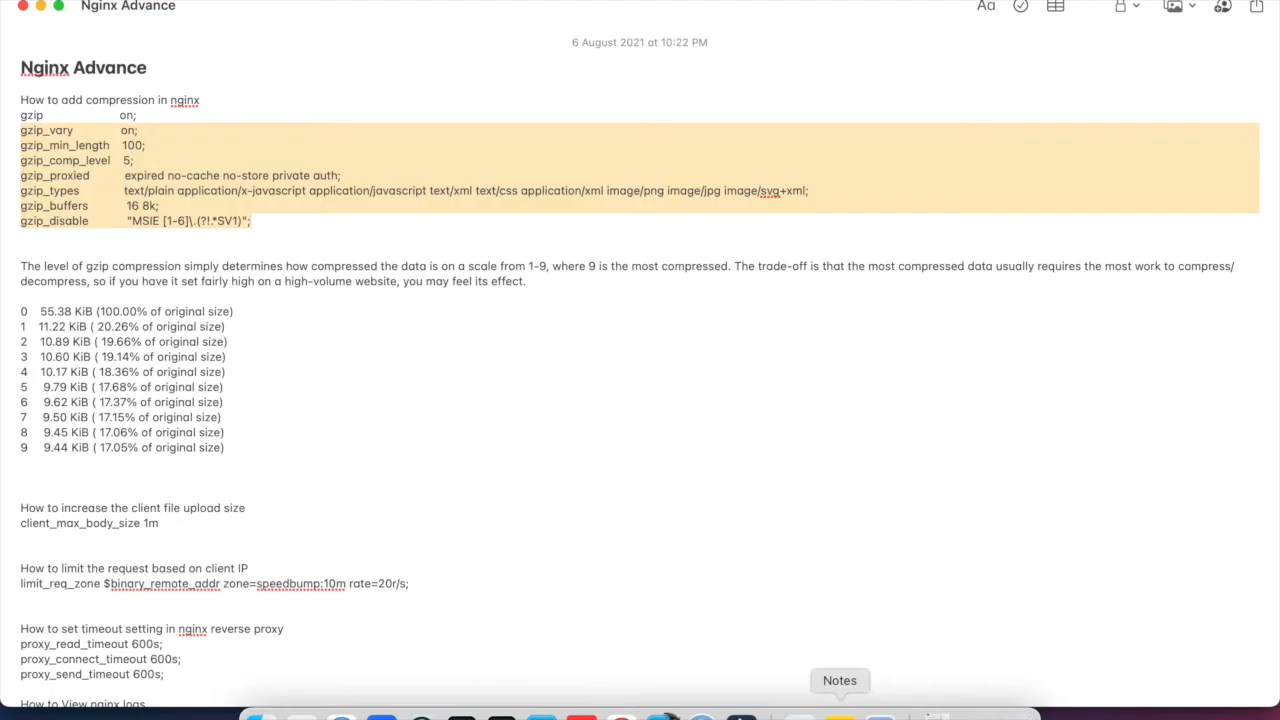 Nginx Advance
Aa
6 August 2021 at 10:22 PM
Nginx Advance
How to add compression in nginx
gzip on;
gzip_vary on;
gzip_min_length 100;
gzip_comp_level 5;
gzip_proxied expired no-cache no-store private auth;
gzip_types text/plain application/x-javascript application/javascript text/xml text/css application/xml image/png image/jpg image/svg+xml;
gzip_buffers 16 8k;
gzip_disable "MSIE [1-6]\.(?!.*SV1)";
The level of gzip compression simply determines how compressed the data is on a scale from 1-9, where 9 is the most compressed. The trade-off is that the most compressed data usually requires the most work to compress/
decompress, so if you have it set fairly high on a high-volume website, you may feel its effect.
0 55.38 KiB (100.00% of original size)
1 11.22 KiB ( 20.26% of original size)
2 10.89 KiB ( 19.66% of original size)
3 10.60 KiB ( 19.14% of original size)
4 10.17 KiB ( 18.36% of original size)
5 9.79 KiB ( 17.68% of original size)
6 9.62 KiB ( 17.37% of original size)
7 9.50 KiB ( 17.15% of original size)
8 9.45 KiB ( 17.06% of original size)
9 9.44 KiB ( 17.05% of original size)
How to increase the client file upload size
client_max_body_size 1m
How to limit the request based on client IP
limit_req_zone $binary_remote_addr zone=speedbump:10m rate=20r/s;
How to set timeout setting in nginx reverse proxy
proxy_read_timeout 600s;
proxy_connect_timeout 600s;
proxy_send_timeout 600s;
How to View nginx logs
Notes